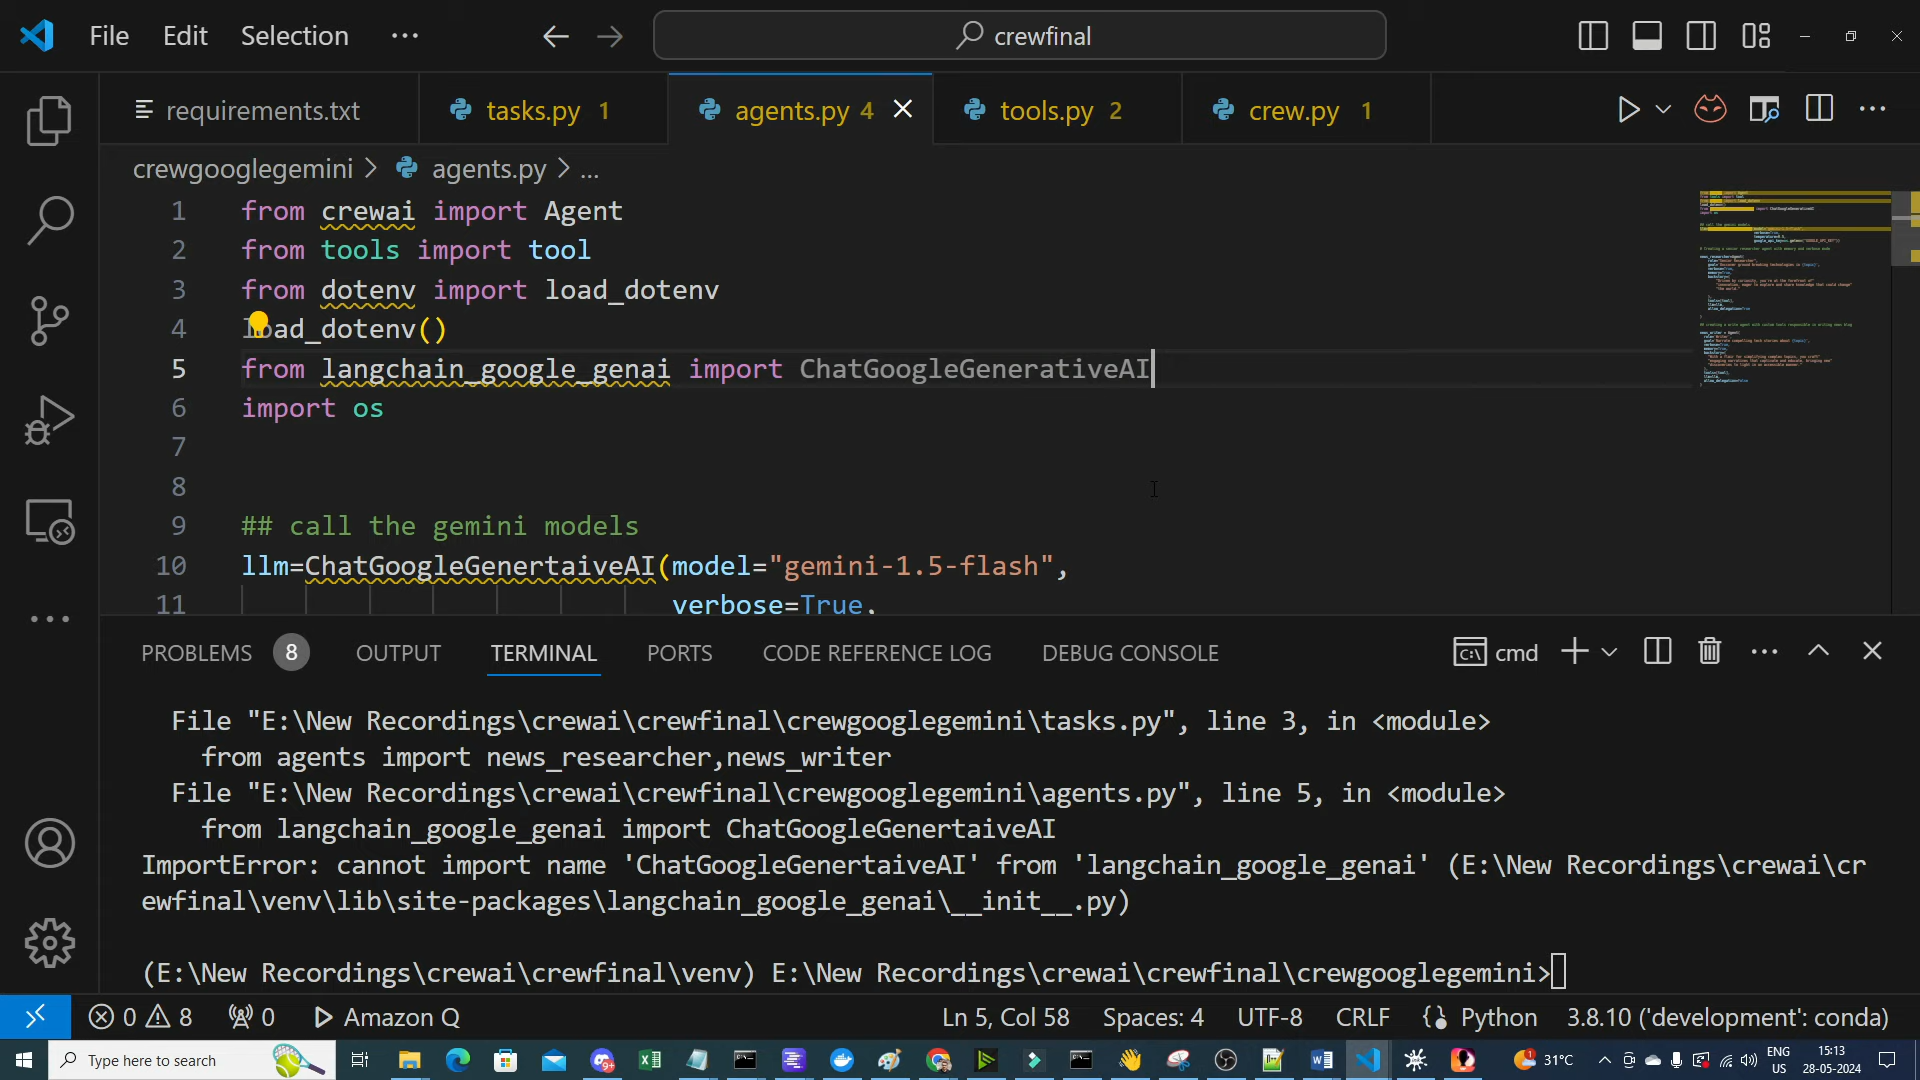 File Edit Selection ··· crewfinal
requirements.txt tasks.py 1 agents.py 4 tools.py 2 crew.py 1
crewgooglegemini > agents.py > ...
1 from crewai import Agent
2 from tools import tool
3 from dotenv import load_dotenv
4 load_dotenv()
5 from langchain_google_genai import ChatGoogleGenerativeAI
6 import os
7
8
9 ## call the gemini models
10 llm=ChatGoogleGenertaiveAI(model="gemini-1.5-flash",
11 verbose=True,
PROBLEMS 8 OUTPUT TERMINAL PORTS CODE REFERENCE LOG DEBUG CONSOLE cmd
File "E:\New Recordings\crewai\crewfinal\crewgooglegemini\tasks.py", line 3, in <module>
from agents import news_researcher,news_writer
File "E:\New Recordings\crewai\crewfinal\crewgooglegemini\agents.py", line 5, in <module>
from langchain_google_genai import ChatGoogleGenertaiveAI
ImportError: cannot import name 'ChatGoogleGenertaiveAI' from 'langchain_google_genai' (E:\New Recordings\crewai\cr
ewfinal\venv\lib\site-packages\langchain_google_genai\__init__.py)
(E:\New Recordings\crewai\crewfinal\venv) E:\New Recordings\crewai\crewfinal\crewgooglegemini>
0 8 0 Amazon Q Ln 5, Col 58 Spaces: 4 UTF-8 CRLF Python 3.8.10 ('development': conda)
Type here to search 31°C ENG 15:13
US 28-05-2024